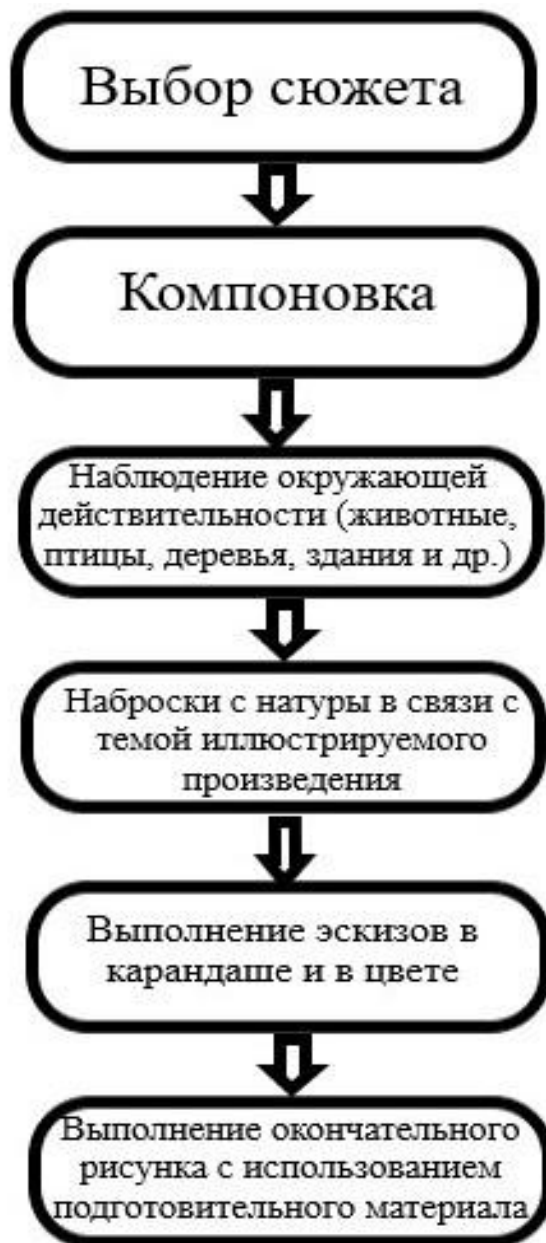 Выбор сюжета
Компоновка
Наблюдение окружающей
действительности (животные,
птицы, деревья, здания и др.)
Наброски с натуры в связи с
темой иллюстрируемого
произведения
Выполнение эскизов в
карандаше и в цвете
Выполнение окончательного
рисунка с использованием
подготовительного материала